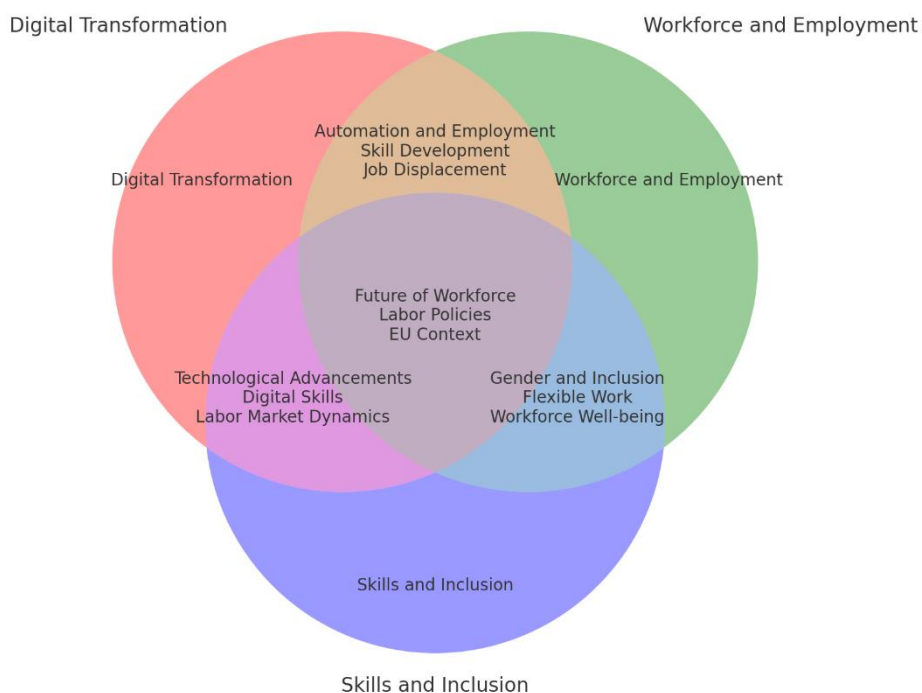 Digital Transformation
Workforce and Employment
Automation and Employment
Skill Development
Job Displacement
Digital Transformation
Workforce and Employment
Future of Workforce
Labor Policies
EU Context
Technological Advancements
Digital Skills
Labor Market Dynamics
Gender and Inclusion
Flexible Work
Workforce Well-being
Skills and Inclusion
Skills and Inclusion